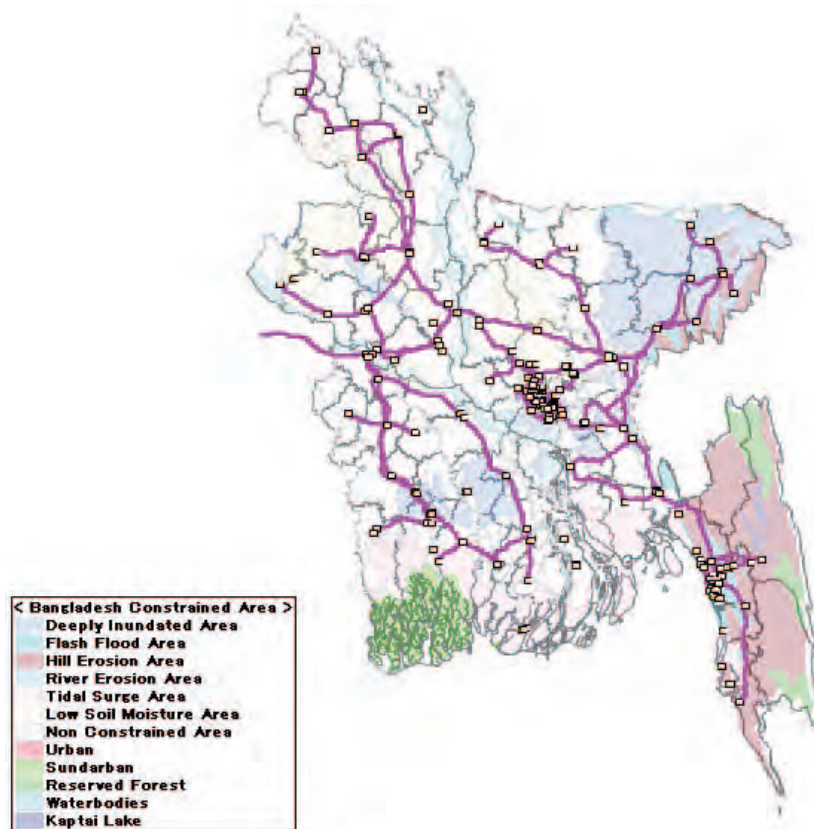 < Bangladesh Constrained Area >
Deeply Inundated Area
Flash Flood Area
Hill Erosion Area
River Erosion Area
Tidal Surge Area
Low Soil Moisture Area
Non Constrained Area
Urban
Sundarban
Reserved Forest
Waterbodies
Kaptai Lake